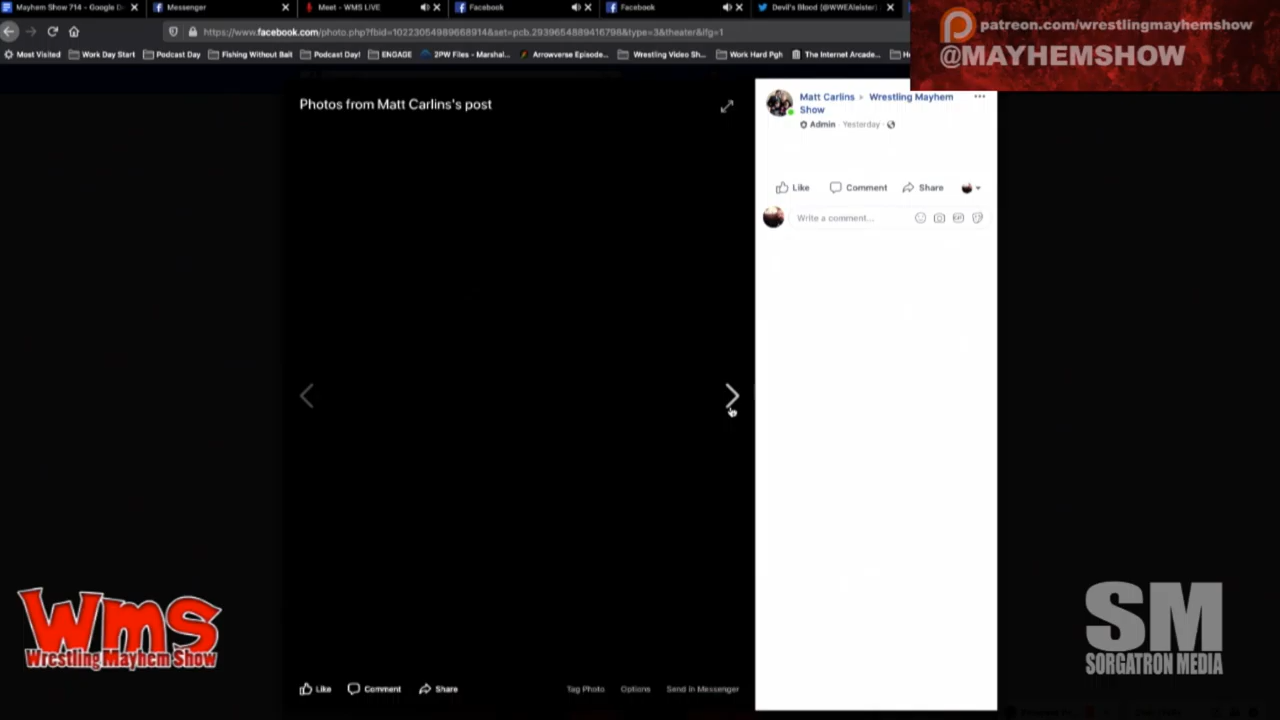 Mayhem Show 714 - Google D
Messenger
Meet - WMS LIVE
Facebook
Facebook
Devil's Blood (@WWEAleister)
https://www.facebook.com/photo.php?fbid=10223054989668914&set=pcb.2939654889416798&type=3&theater&ifg=1
Most Visited Work Day Start Podcast Day Fishing Without Bait Podcast Day! ENGAGE 2PW Files - Marshal... Arrowverse Episode... Wrestling Video Sh... Work Hard Pgh The Internet Arcade...
patreon.com/wrestlingmayhemshow
@MAYHEMSHOW
Photos from Matt Carlins's post
Matt Carlins Wrestling Mayhem
Show
Admin Yesterday
Like Comment Share
Write a comment...
GIF
WMS
Wrestling Mayhem Show
SM
SORGATRON MEDIA
Like Comment Share
Tag Photo Options Send in Messenger